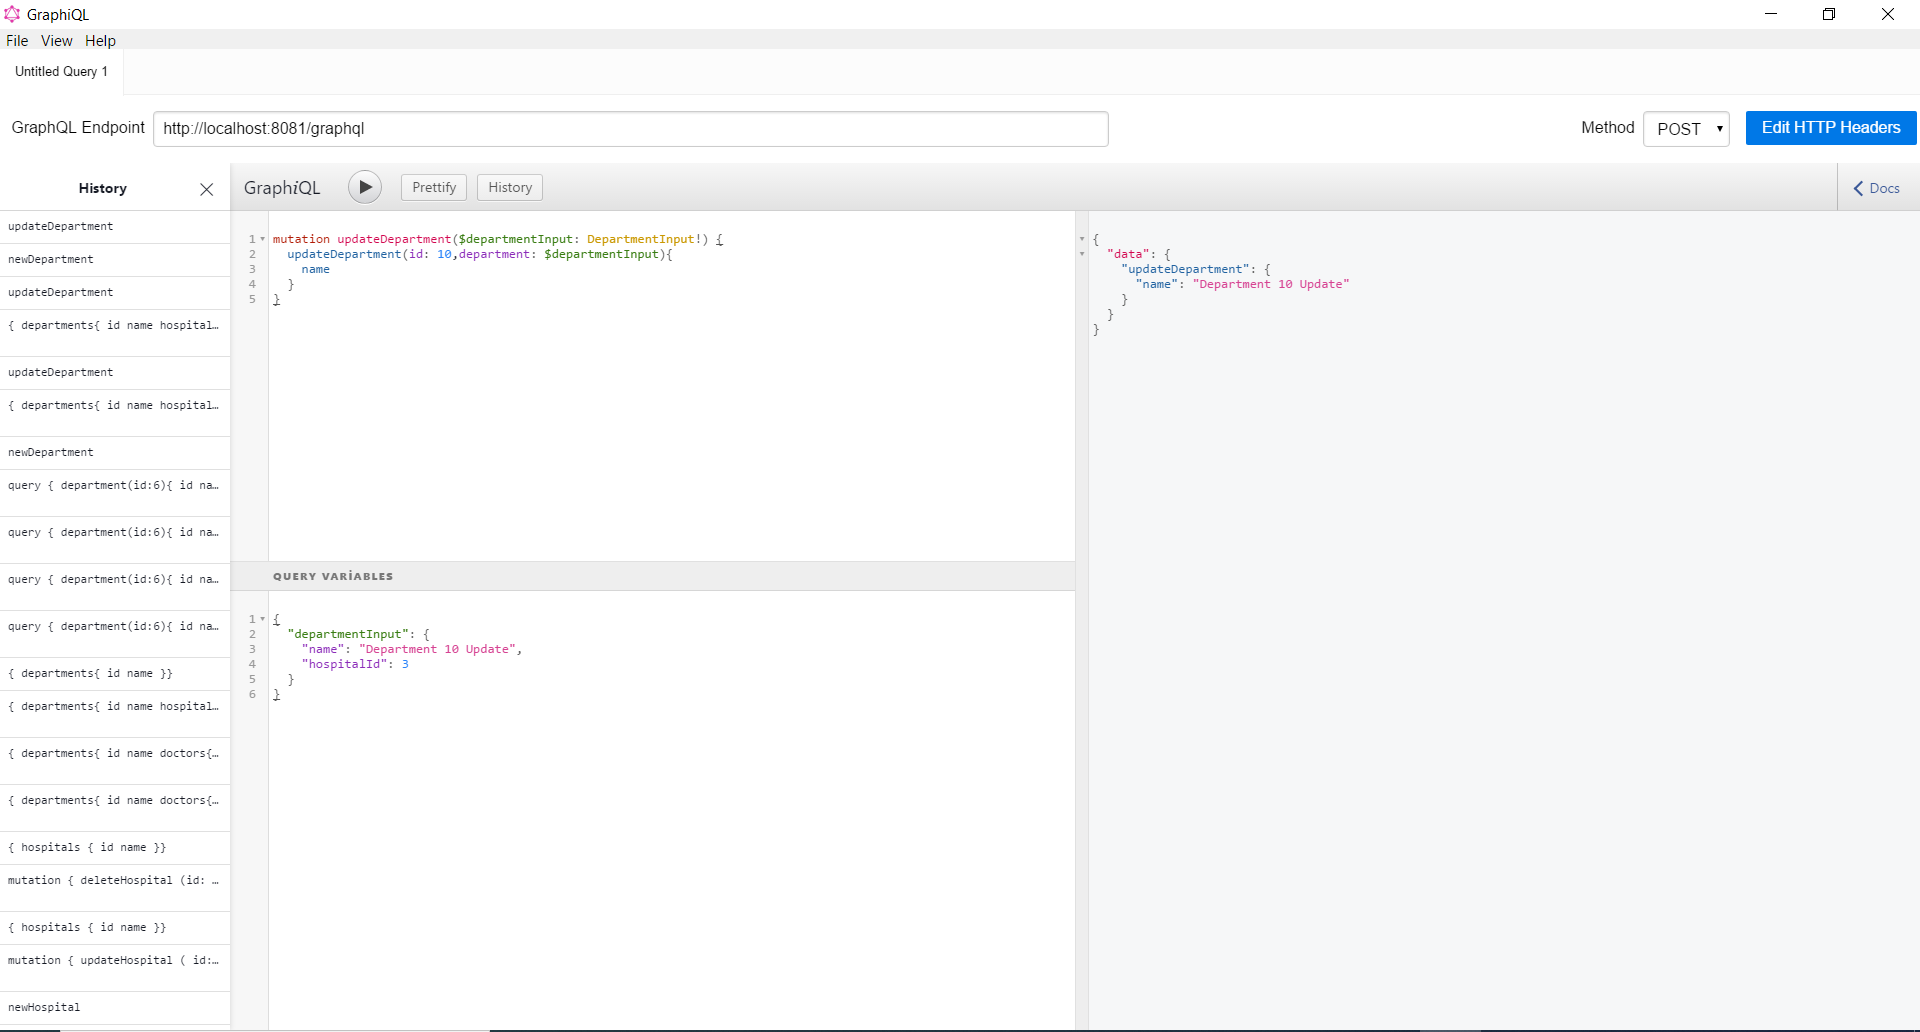 GraphiQL
File View Help
Untitled Query 1
GraphQL Endpoint http://localhost:8081/graphql Method POST Edit HTTP Headers
History
updateDepartment
newDepartment
updateDepartment
{ departments{ id name hospital…
updateDepartment
{ departments{ id name hospital…
newDepartment
query { department(id:6){ id na…
query { department(id:6){ id na…
query { department(id:6){ id na…
query { department(id:6){ id na…
{ departments{ id name }}
{ departments{ id name hospital…
{ departments{ id name doctors{…
{ departments{ id name doctors{…
{ hospitals { id name }}
mutation { deleteHospital (id: …
{ hospitals { id name }}
mutation { updateHospital ( id:…
newHospital
GraphiQL Prettify History Docs
1 mutation updateDepartment($departmentInput: DepartmentInput!) {
2 updateDepartment(id: 10,department: $departmentInput){
3 name
4 }
5 }
QUERY VARİABLES
1 {
2 "departmentInput": {
3 "name": "Department 10 Update",
4 "hospitalId": 3
5 }
6 }
{
"data": {
"updateDepartment": {
"name": "Department 10 Update"
}
}
}